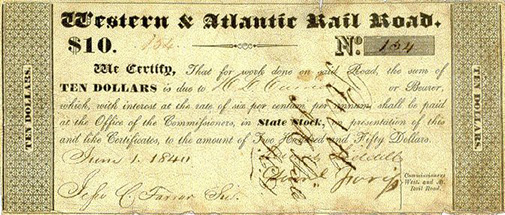 Western & Atlantic Rail Road.
$10. 154 No. 154
We Certify, That for work done on said Road, the sum of
TEN DOLLARS is due to or Bearer,
which, with interest at the rate of six per centum per annum, shall be paid
at the Office of the Commissioners, in State Stock, on presentation of this
and like Certificates, to the amount of Two Hundred and Fifty Dollars.
June 1. 1840
Commissioners
West. and At.
Rail Road.
TEN DOLLARS.
TEN DOLLARS.